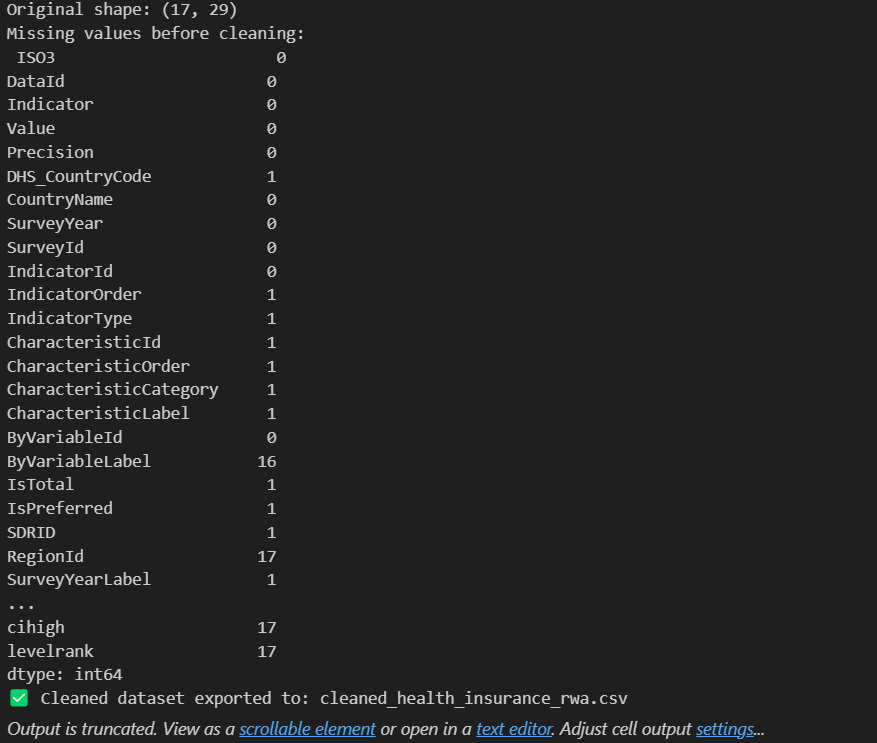 Original shape: (17, 29)
Missing values before cleaning:
 ISO3                       0
DataId                     0
Indicator                  0
Value                      0
Precision                  0
DHS_CountryCode            1
CountryName                0
SurveyYear                 0
SurveyId                   0
IndicatorId                0
IndicatorOrder             1
IndicatorType              1
CharacteristicId           1
CharacteristicOrder        1
CharacteristicCategory     1
CharacteristicLabel        1
ByVariableId               0
ByVariableLabel           16
IsTotal                    1
IsPreferred                1
SDRID                      1
RegionId                  17
SurveyYearLabel            1
...
cihigh                    17
levelrank                 17
dtype: int64
✅ Cleaned dataset exported to: cleaned_health_insurance_rwa.csv
Output is truncated. View as a scrollable element or open in a text editor. Adjust cell output settings...